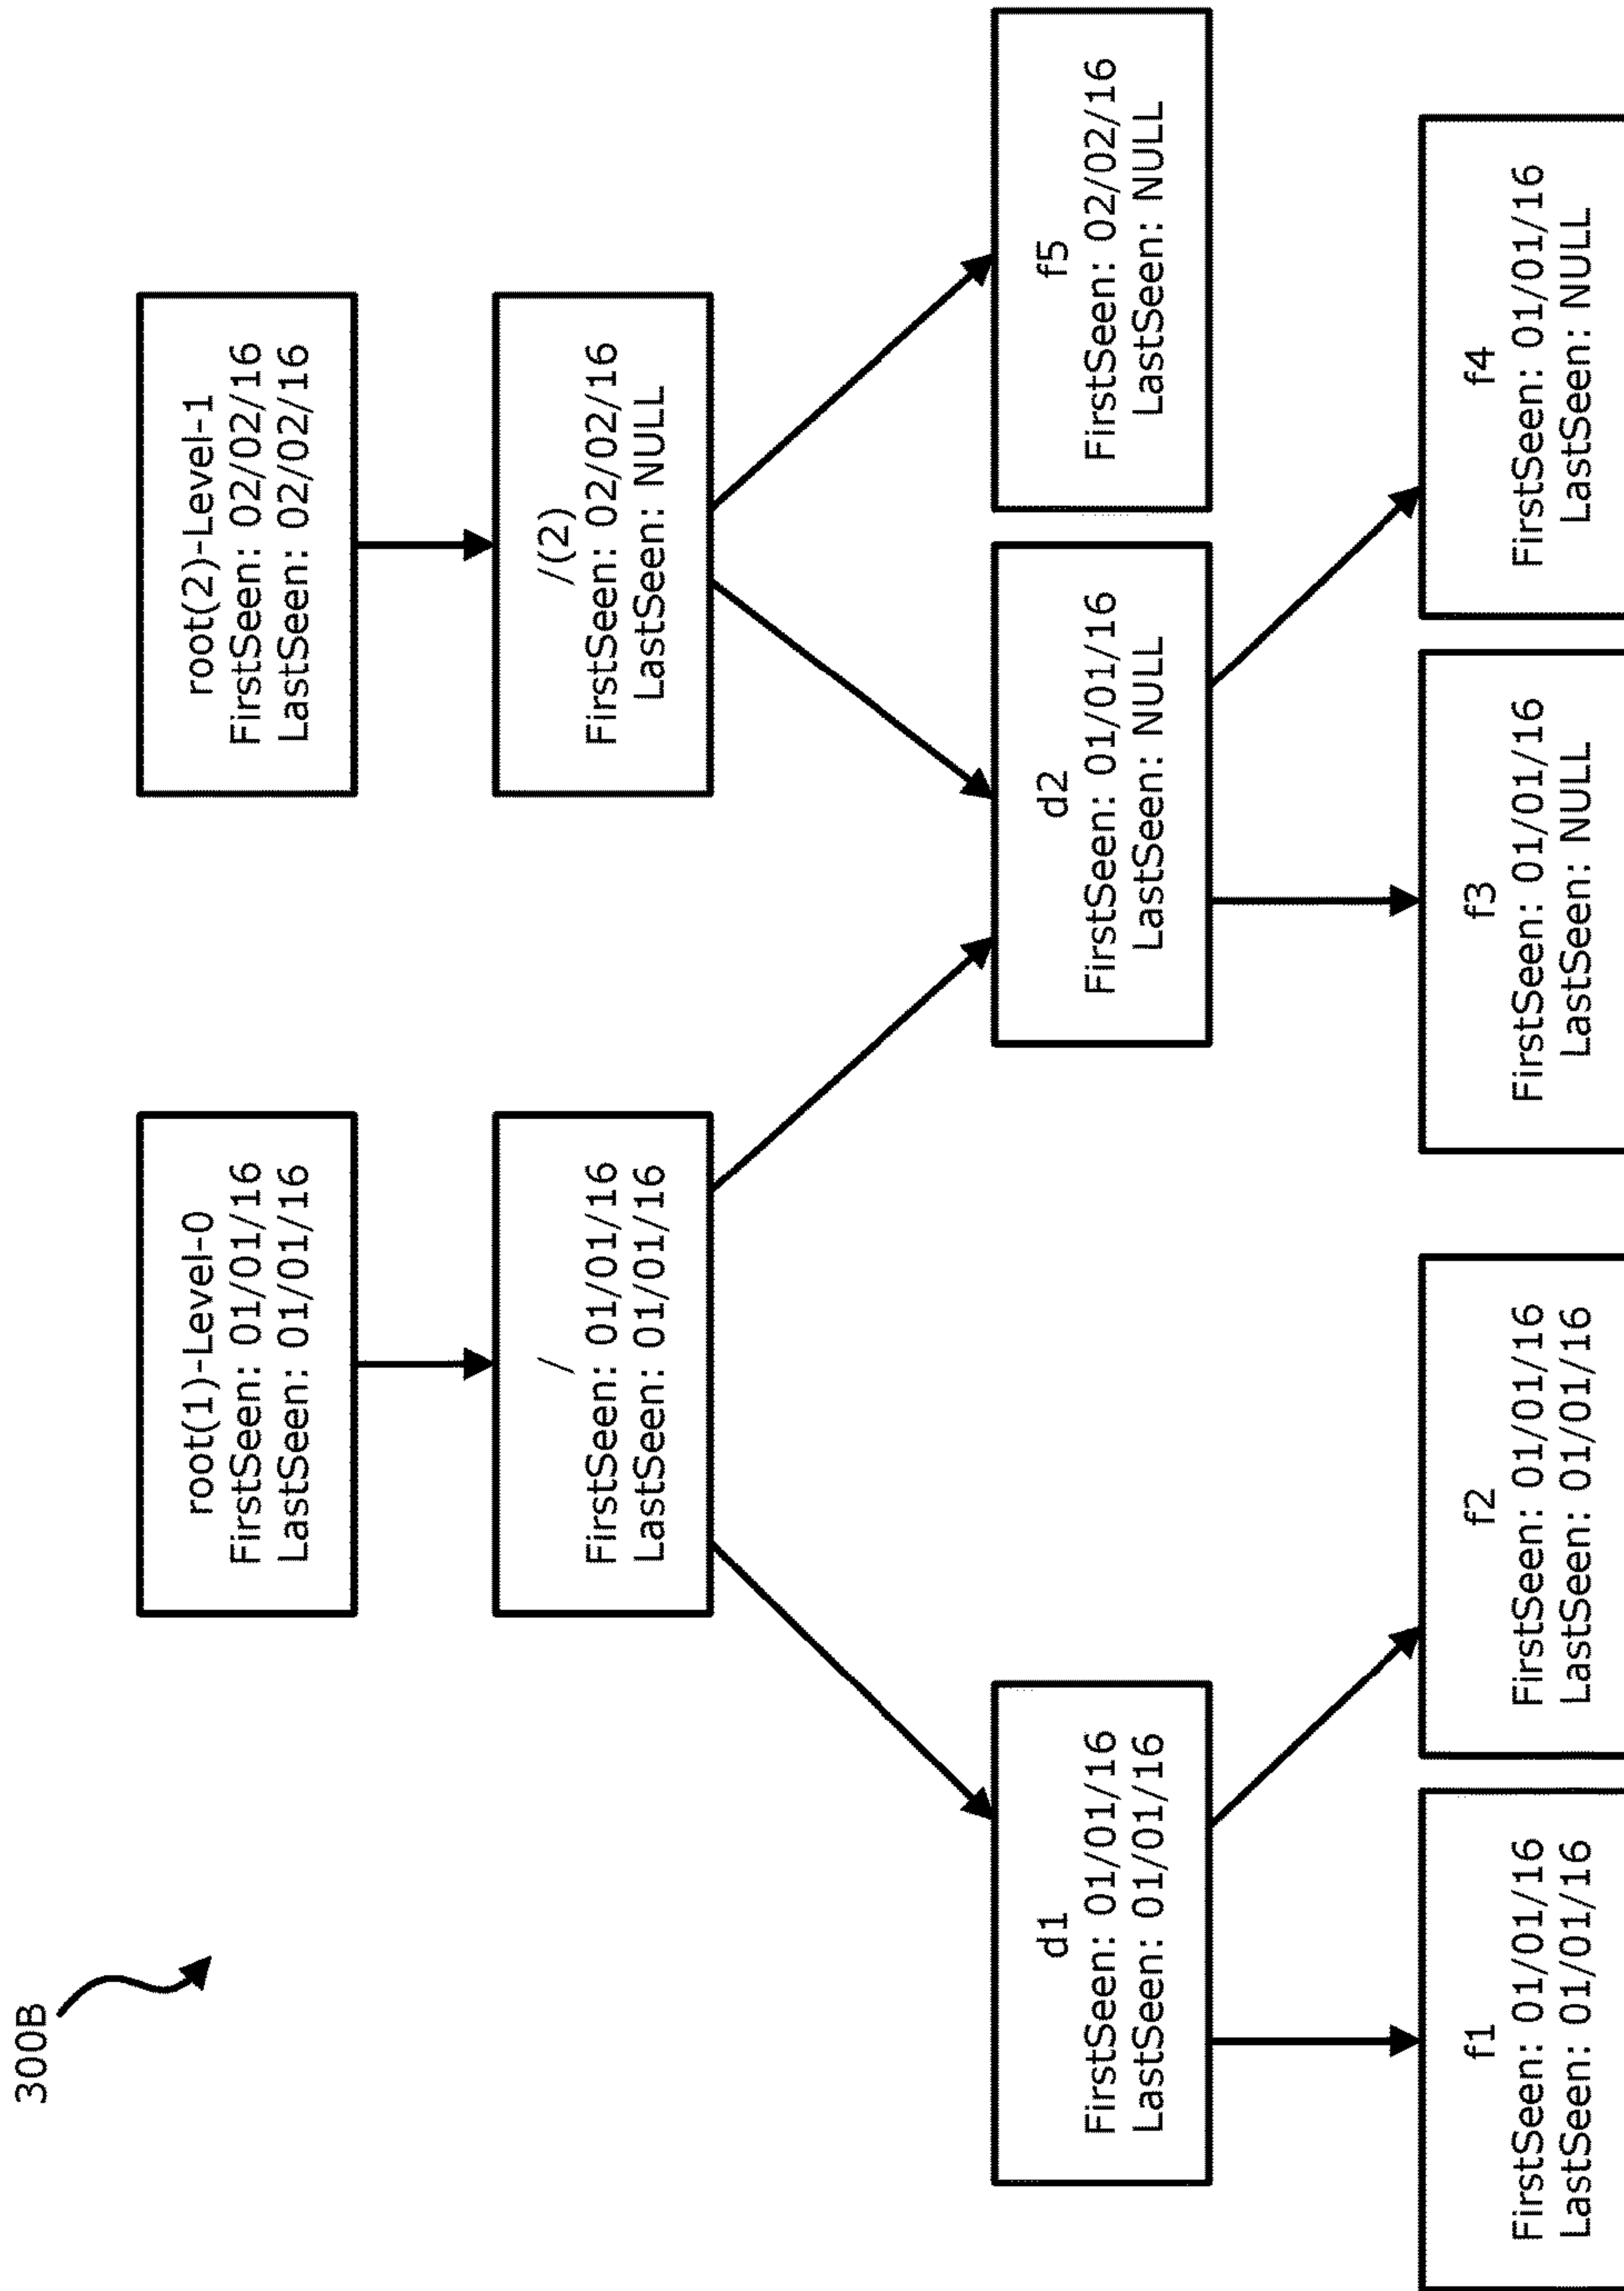 300B
root(1)-Level-0
FirstSeen: 01/01/16
LastSeen: 01/01/16
root(2)-Level-1
FirstSeen: 02/02/16
LastSeen: 02/02/16
/
FirstSeen: 01/01/16
LastSeen: 01/01/16
/(2)
FirstSeen: 02/02/16
LastSeen: NULL
d1
FirstSeen: 01/01/16
LastSeen: 01/01/16
d2
FirstSeen: 01/01/16
LastSeen: NULL
f5
FirstSeen: 02/02/16
LastSeen: NULL
f1
FirstSeen: 01/01/16
LastSeen: 01/01/16
f2
FirstSeen: 01/01/16
LastSeen: 01/01/16
f3
FirstSeen: 01/01/16
LastSeen: NULL
f4
FirstSeen: 01/01/16
LastSeen: NULL